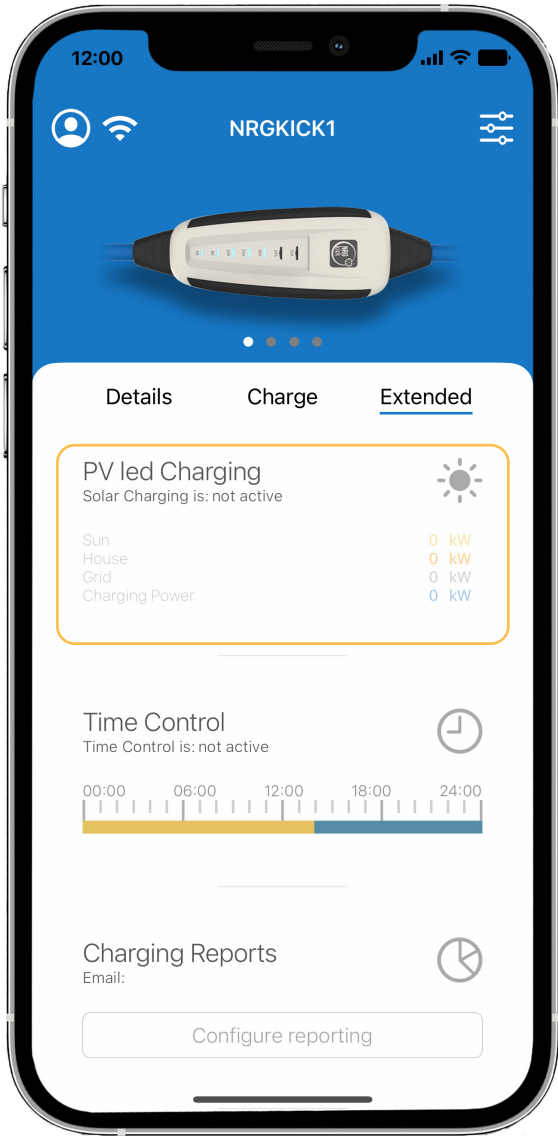 12:00
NRGKICK1
NRG
kick
Details Charge Extended
PV led Charging
Solar Charging is: not active
Sun 0 kW
House 0 kW
Grid 0 kW
Charging Power 0 kW
Time Control
Time Control is: not active
00:00 06:00 12:00 18:00 24:00
Charging Reports
Email:
Configure reporting